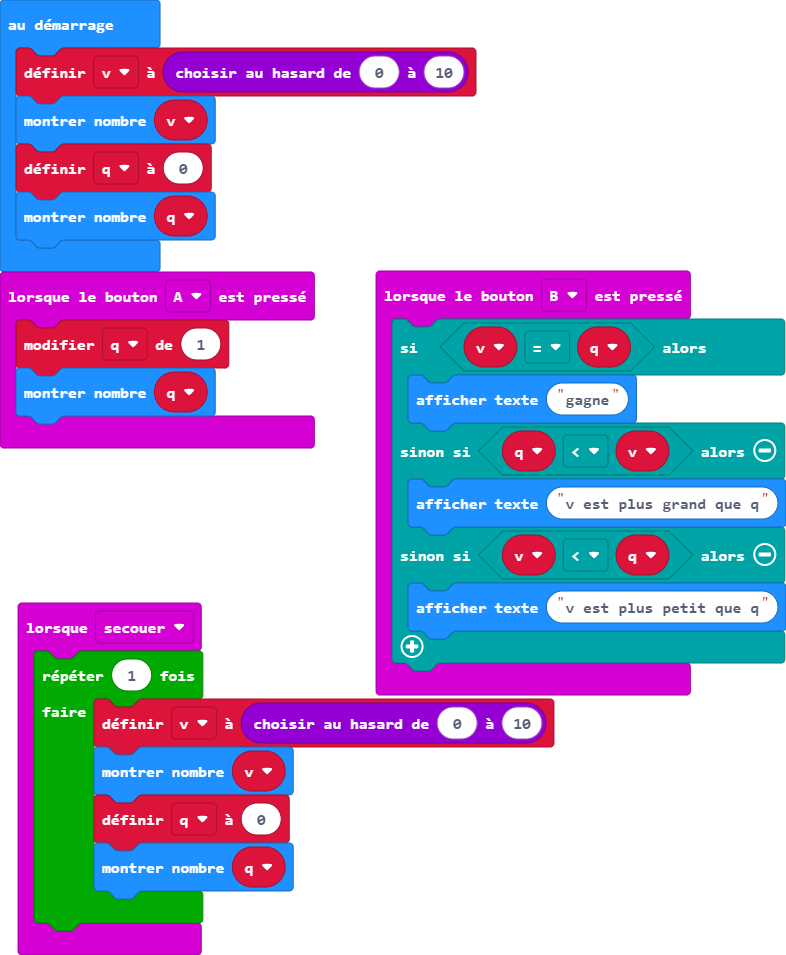 au démarrage
définir v à choisir au hasard de 0 à 10
montrer nombre v
définir q à 0
montrer nombre q
lorsque le bouton A est pressé
modifier q de 1
montrer nombre q
lorsque le bouton B est pressé
si v = q alors
afficher texte "gagne"
sinon si q < v alors
afficher texte "v est plus grand que q"
sinon si v < q alors
afficher texte "v est plus petit que q"
lorsque secouer
répéter 1 fois
faire définir v à choisir au hasard de 0 à 10
montrer nombre v
définir q à 0
montrer nombre q